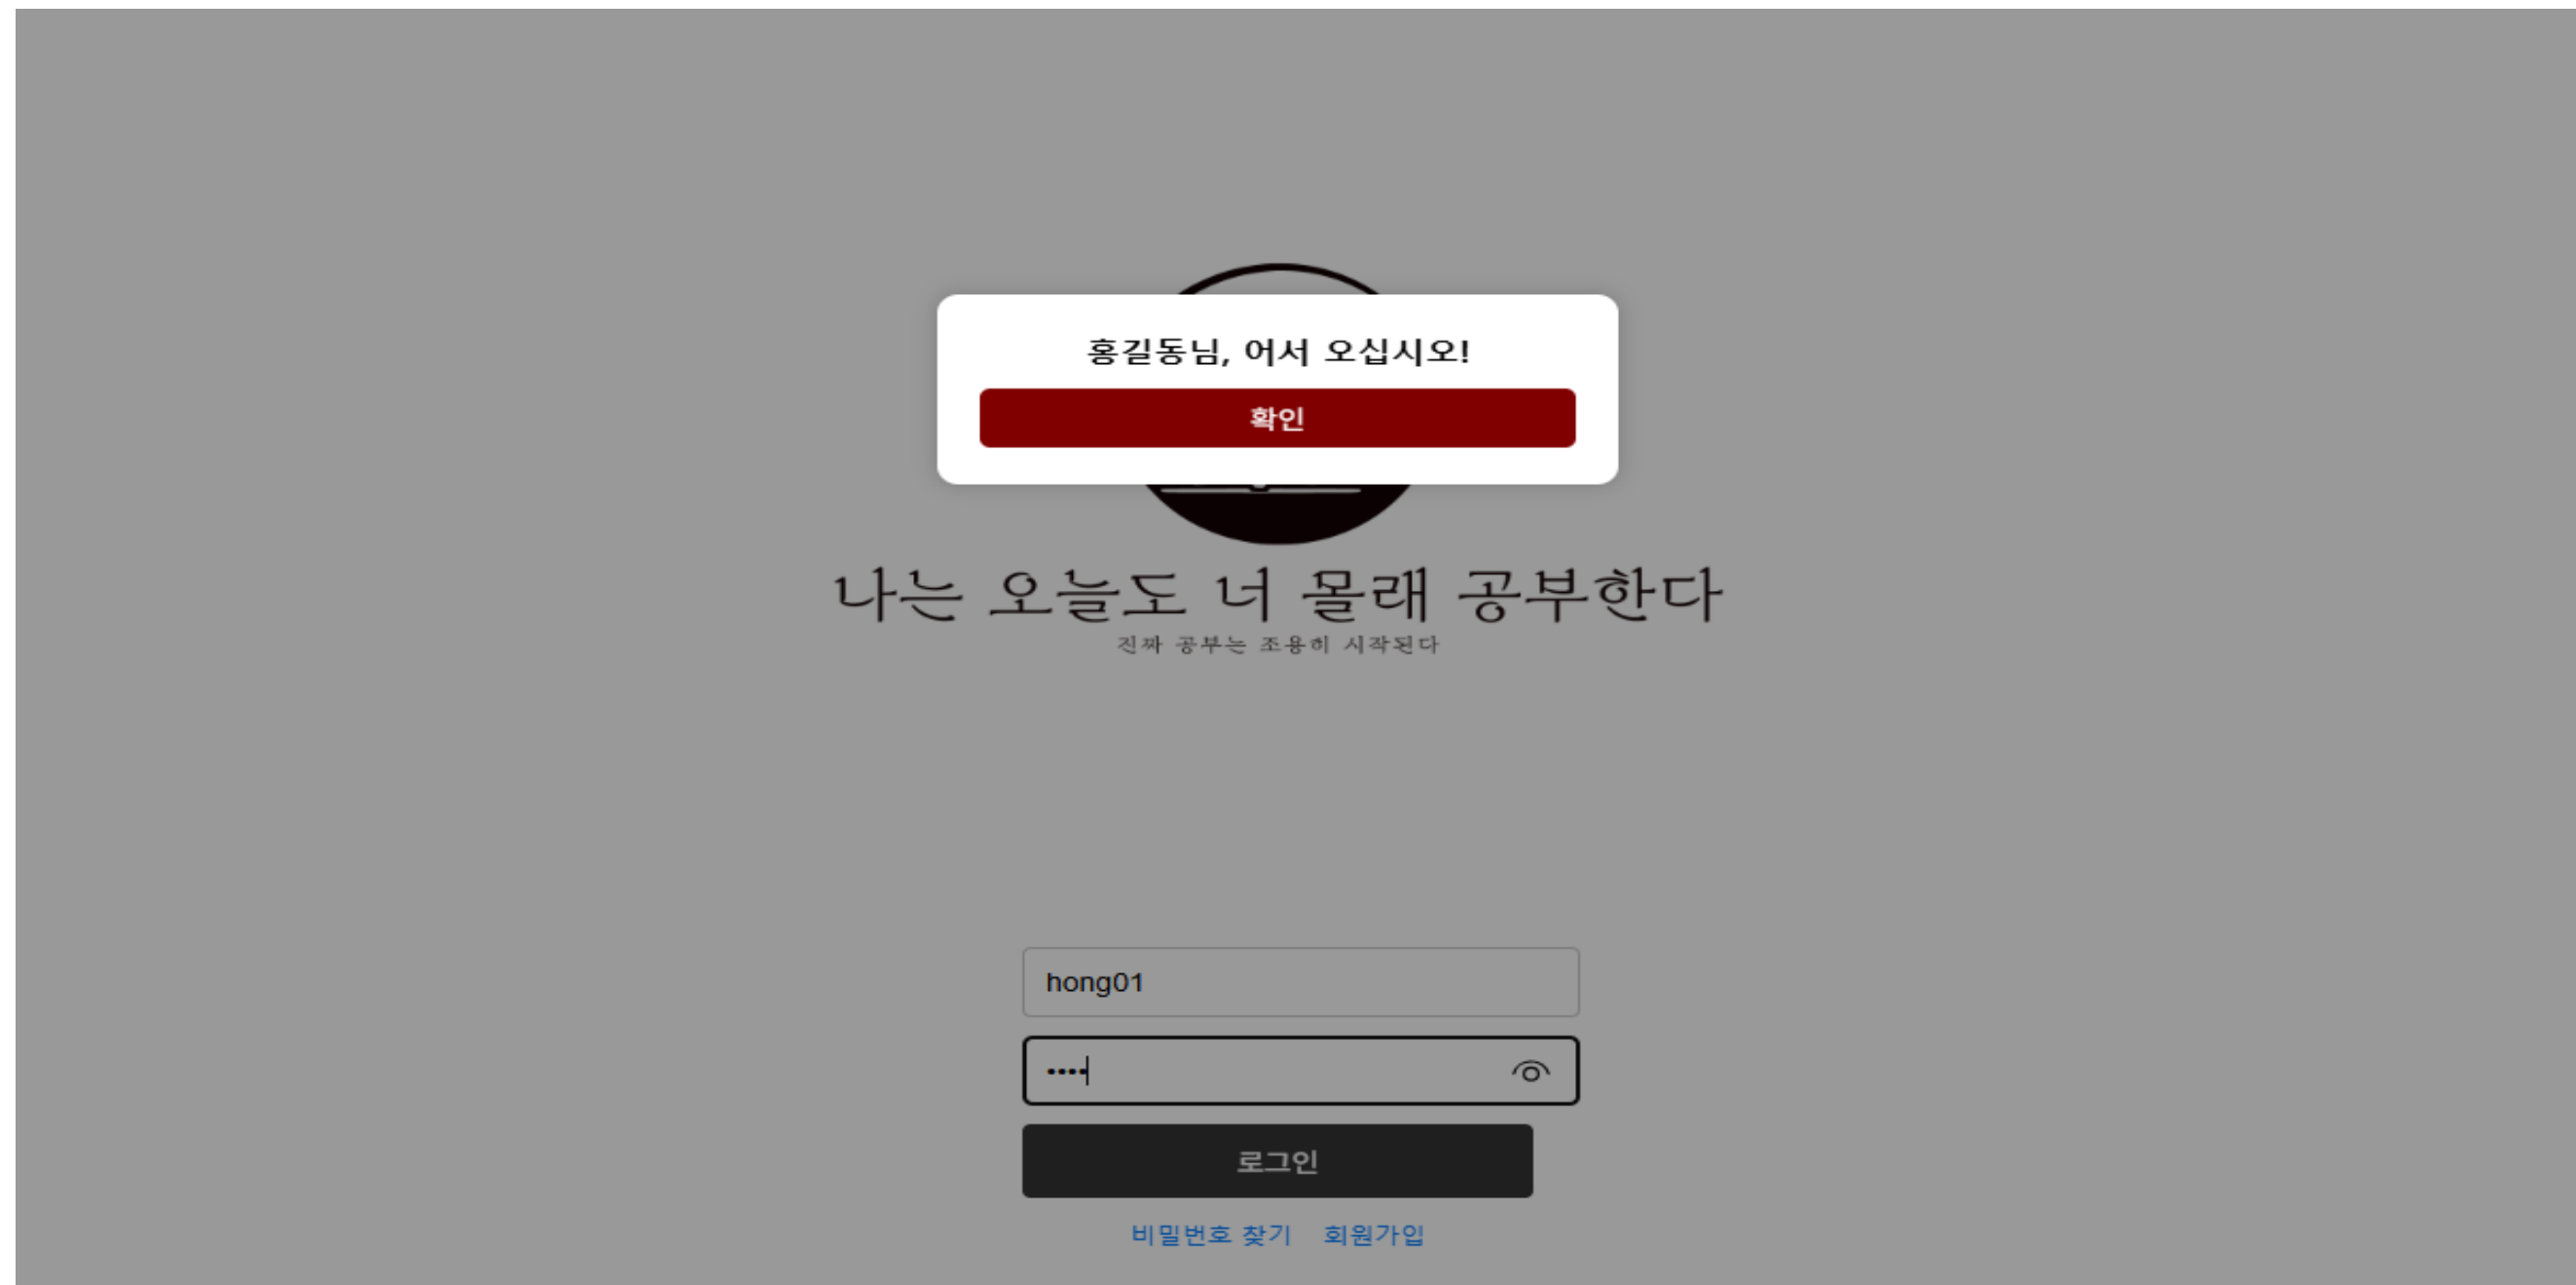 홍길동님, 어서 오십시오!
확인
나는 오늘도 너 몰래 공부한다
진짜 공부는 조용히 시작된다
hong01
••••
로그인
비밀번호 찾기 회원가입